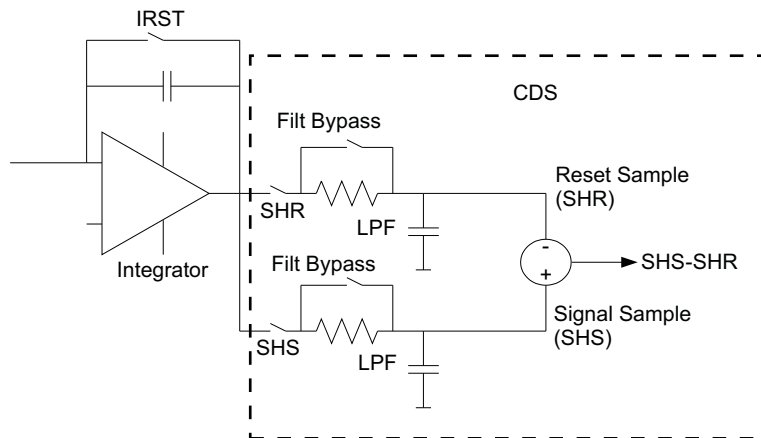 IRST
CDS
Filt Bypass
Reset Sample
(SHR)
SHR
LPF
-
Integrator
Filt Bypass
+
SHS-SHR
Signal Sample
(SHS)
SHS
LPF